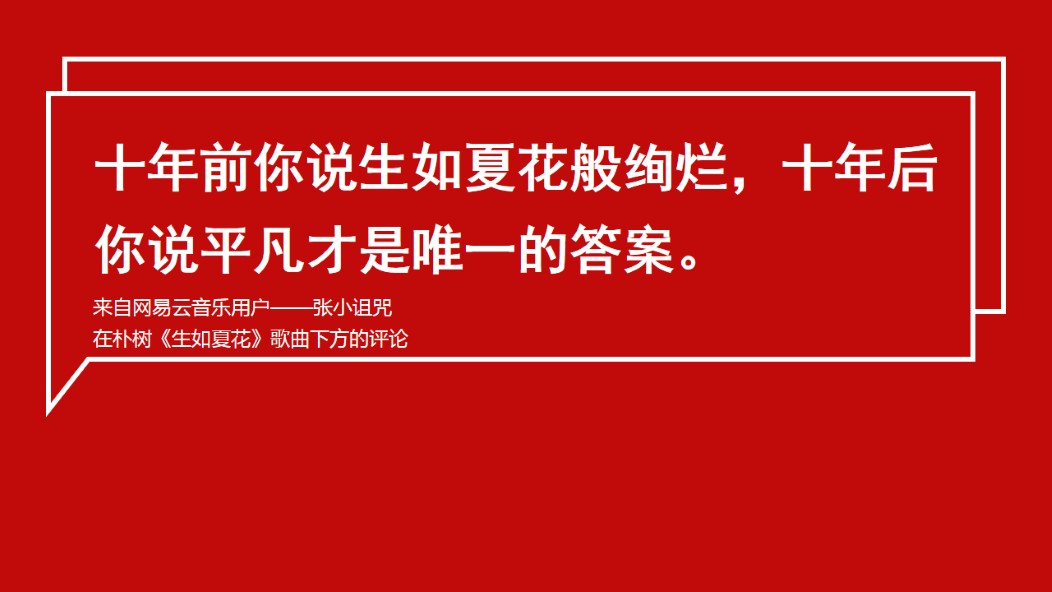 十年前你说生如夏花般绚烂，十年后
你说平凡才是唯一的答案。
来自网易云音乐用户——张小诅咒
在朴树《生如夏花》歌曲下方的评论